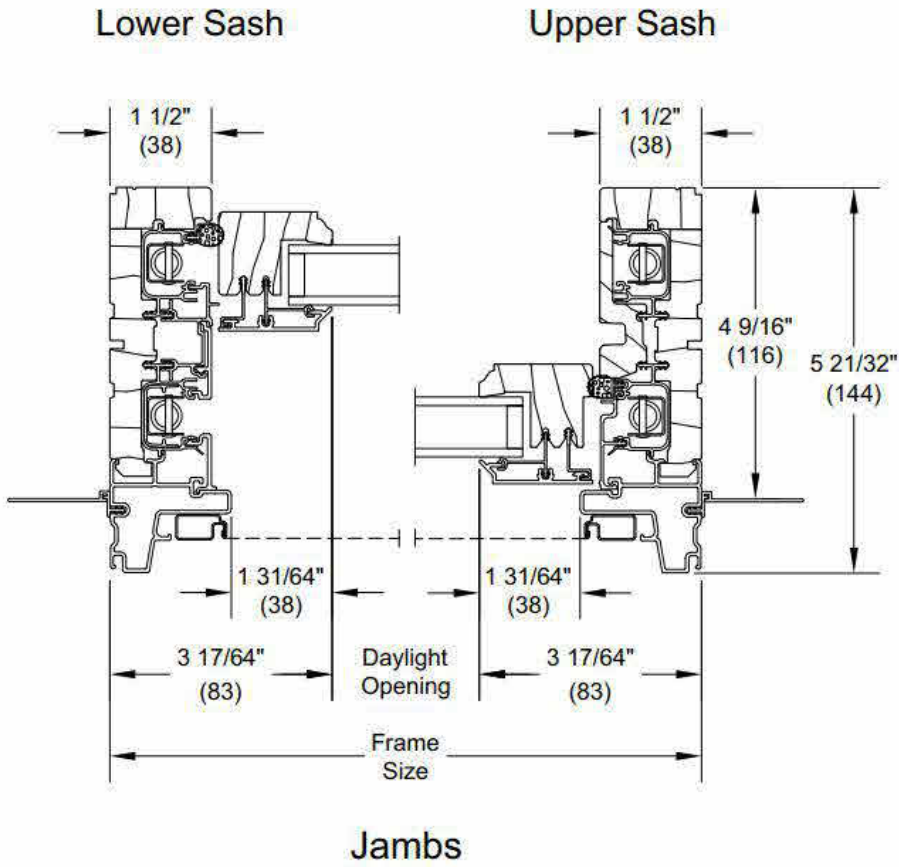 Lower Sash
Upper Sash
1 1/2"
(38)
1 1/2"
(38)
4 9/16"
(116)
5 21/32"
(144)
1 31/64"
(38)
1 31/64"
(38)
3 17/64"
(83)
Daylight
Opening
3 17/64"
(83)
Frame
Size
Jambs